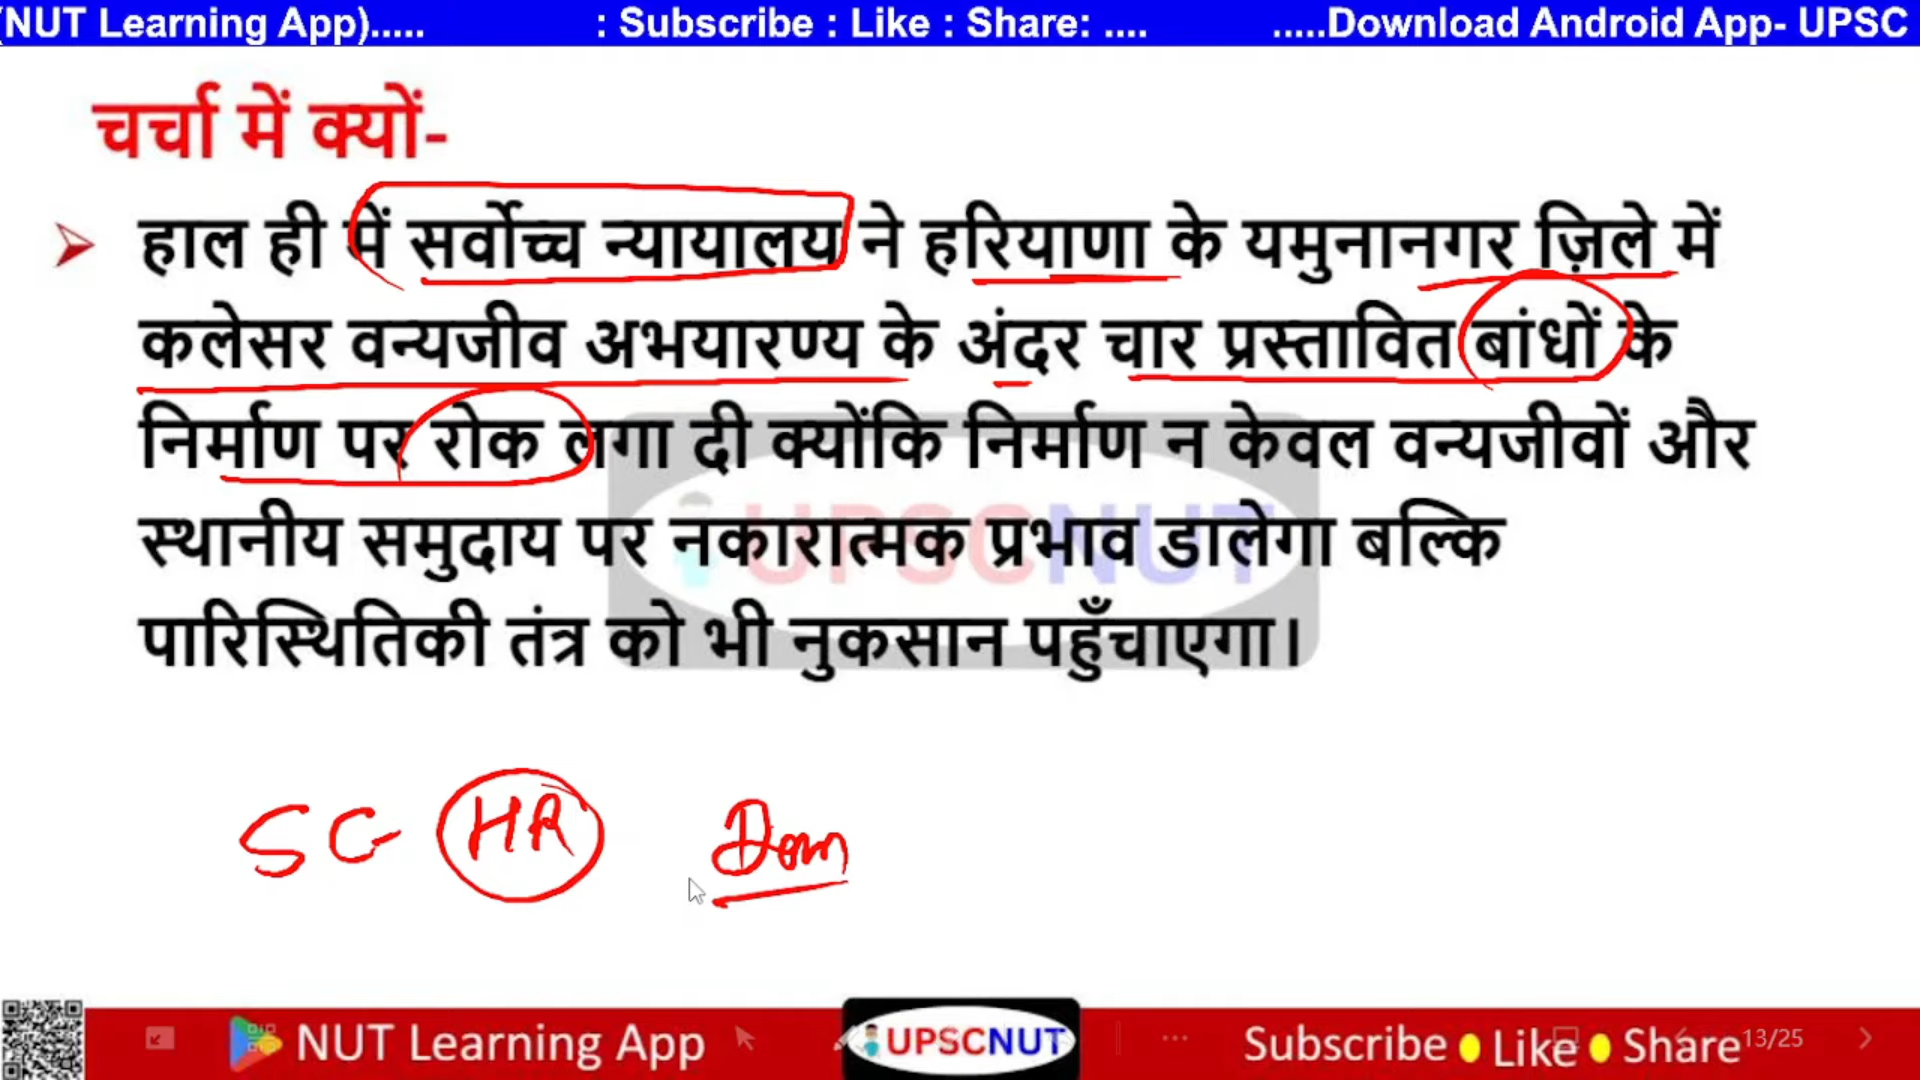 (NUT Learning App)..... : Subscribe : Like : Share: .... .....Download Android App- UPSC
चर्चा में क्यों-
हाल ही में सर्वोच्च न्यायालय ने हरियाणा के यमुनानगर ज़िले में
कलेसर वन्यजीव अभयारण्य के अंदर चार प्रस्तावित बांधों के
निर्माण पर रोक लगा दी क्योंकि निर्माण न केवल वन्यजीवों और
स्थानीय समुदाय पर नकारात्मक प्रभाव डालेगा बल्कि
पारिस्थितिकी तंत्र को भी नुकसान पहुँचाएगा।
UPSCNUT
SC HR Dam
NUT Learning App UPSCNUT Subscribe Like Share 13/25